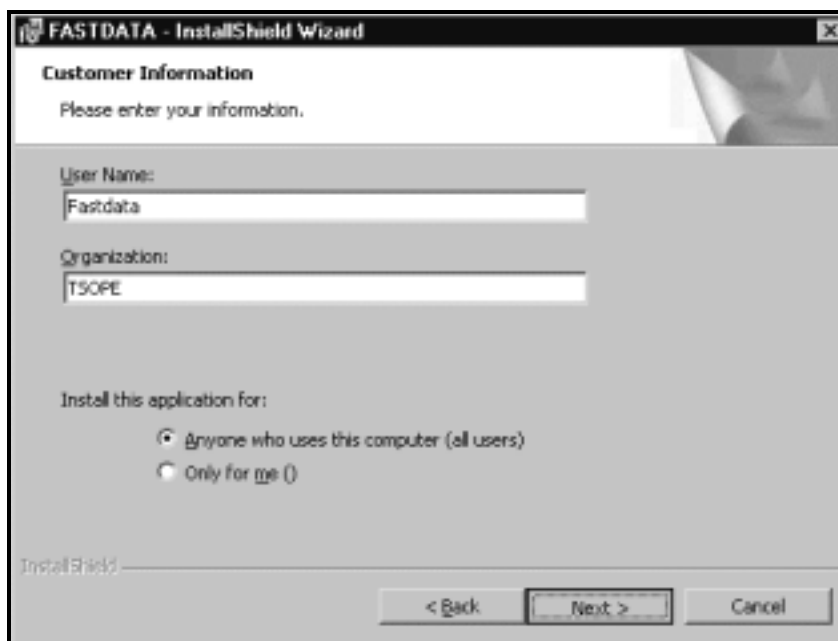 FASTDATA - InstallShield Wizard
Customer Information
Please enter your information.
User Name:
Fastdata
Organization:
TSOPE
Install this application for:
Anyone who uses this computer (all users)
Only for me ()
InstallShield
< Back
Next >
Cancel